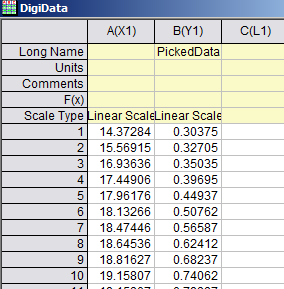 DigiData
A(X1) B(Y1) C(L1)
Long Name PickedData
Units
Comments
F(x)
Scale Type Linear Scale Linear Scale
1 14.37284 0.30375
2 15.56915 0.32705
3 16.93636 0.35035
4 17.44906 0.39695
5 17.96176 0.44937
6 18.13266 0.50762
7 18.47446 0.56587
8 18.64536 0.62412
9 18.81627 0.68237
10 19.15807 0.74062